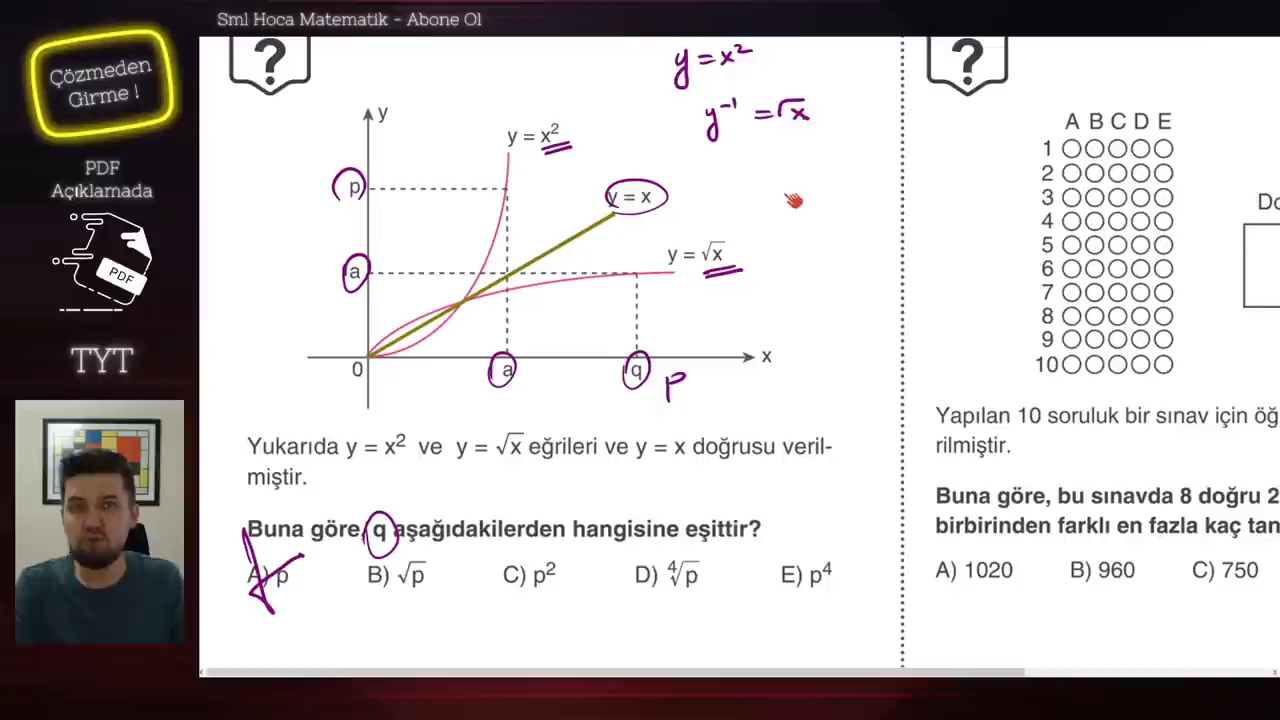 Sml Hoca Matematik - Abone Ol
Çözmeden
Girme !
PDF
Açıklamada
PDF
TYT
?
y = x²
y⁻¹ = √x
y
y = x²
p
y = x
y = √x
a
0
a
q
p
x
Yukarıda y = x² ve y = √x eğrileri ve y = x doğrusu veril-
miştir.
Buna göre, q aşağıdakilerden hangisine eşittir?
A) p B) √p C) p² D) ⁴√p E) p⁴
?
A B C D E
1
2
3
4
5
6
7
8
9
10
Yapılan 10 soruluk bir sınav için
rilmiştir.
Buna göre, bu sınavda 8 doğru 2
birbirinden farklı en fazla kaç
A) 1020 B) 960 C) 750